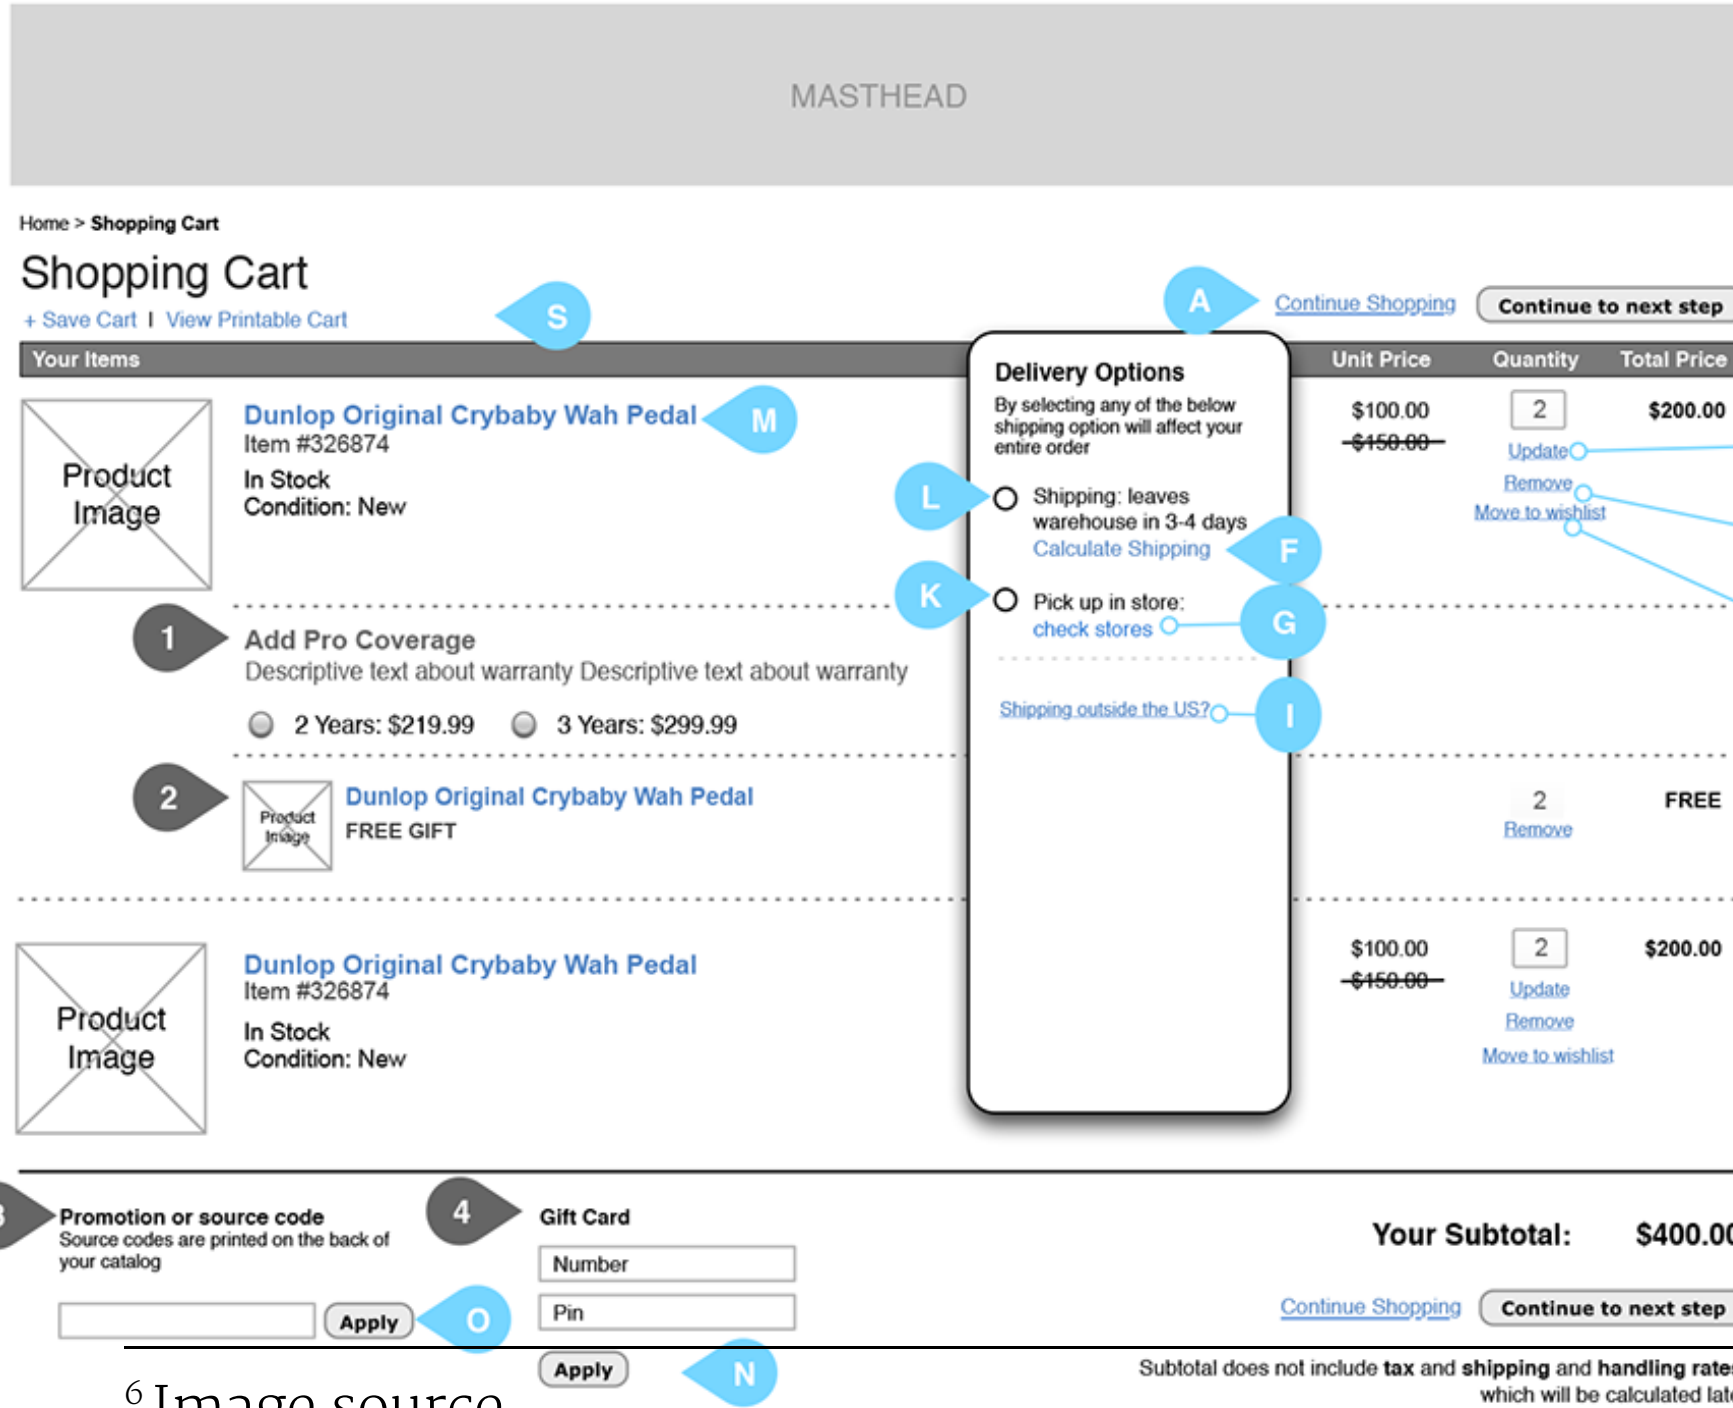 MASTHEAD
Home > Shopping Cart
Shopping Cart
+ Save Cart I View Printable Cart
S
A
Continue Shopping
Continue to next step
Your Items
Unit Price
Quantity
Total Price
Product
Image
Dunlop Original Crybaby Wah Pedal
M
Item #326874
In Stock
Condition: New
Delivery Options
By selecting any of the below
shipping option will affect your
entire order
L
Shipping: leaves
warehouse in 3-4 days
Calculate Shipping
F
K
Pick up in store:
check stores
G
Shipping outside the US?
I
$100.00
$150.00
2
Update
Remove
Move to wishlist
$200.00
1
Add Pro Coverage
Descriptive text about warranty Descriptive text about warranty
2 Years: $219.99
3 Years: $299.99
2
Product
Image
Dunlop Original Crybaby Wah Pedal
FREE GIFT
2
Remove
FREE
Product
Image
Dunlop Original Crybaby Wah Pedal
Item #326874
In Stock
Condition: New
$100.00
$150.00
2
Update
Remove
Move to wishlist
$200.00
Promotion or source code
Source codes are printed on the back of
your catalog
Apply
O
4
Gift Card
Number
Pin
Apply
N
Your Subtotal: $400.00
Continue Shopping
Continue to next step
Subtotal does not include tax and shipping and handling rates
which will be calculated late
6 Image source